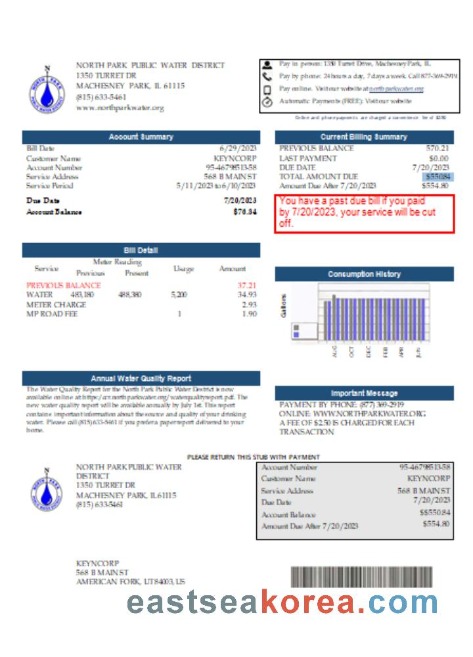 NORTH PARK PUBLIC WATER DISTRICT
1350 TURRET DR
MACHESNEY PARK, IL 61115
(815) 633-5461
www.northparkwater.org
Pay in person: 1350 Turret Drive, Machesney Park, IL
Pay by phone: 24 hours a day, 7 days a week. Call 877-369-2919
Pay online. Visit our website at northparkwater.org
Automatic Payments (FREE): Visit our website
Online and phone payments are charged a convenience
Account Summary
Bill Date 6/29/2023
Customer Name KEYNCORP
Account Number 95-46798513-58
Service Address 568 B MAIN ST
Service Period 5/11/2023 to 6/10/2023
Due Date 7/20/2023
Account Balance $76.34
Current Billing Summary
PREVIOUS BALANCE 570.21
LAST PAYMENT $0.00
DUE DATE 7/20/2023
TOTAL AMOUNT DUE $550.84
Amount Due After 7/20/2023 $554.80
You have a past due bill if you paid
by 7/20/2023, your service will be cut
off.
Bill Detail
Meter Reading
Service Previous Present Usage Amount
PREVIOUS BALANCE 37.21
WATER 483,180 488,380 5,200 34.93
METER CHARGE 2.93
MP ROAD FEE 1 1.90
Consumption History
Gallons
AUG OCT DEC FEB APR JUN
Annual Water Quality Report
The Water Quality Report for the North Park Public Water District is now
available online at The
new water quality report will be available annually by July 1st. This report
contains important information about the source and quality of your drinking
water. Please call (815) 633-5461 if you prefer a paper report delivered to your
home.
Important Message
PAYMENT BY PHONE: (877) 369-2919
ONLINE: WWW.NORTHPARKWATER.ORG
A FEE OF $2.50 IS CHARGED FOR EACH
TRANSACTION
PLEASE RETURN THIS STUB WITH PAYMENT
NORTH PARK PUBLIC WATER
DISTRICT
1350 TURRET DR
MACHESNEY PARK, IL 61115
(815) 633-5461
Account Number 95-46798513-58
Customer Name KEYNCORP
Service Address 568 B MAIN ST
Due Date 7/20/2023
Account Balance $$550.84
Amount Due After 7/20/2023 $554.80
KEYNCORP
568 B MAIN ST
AMERICAN FORK, UT 84003, US
eastseakorea.com